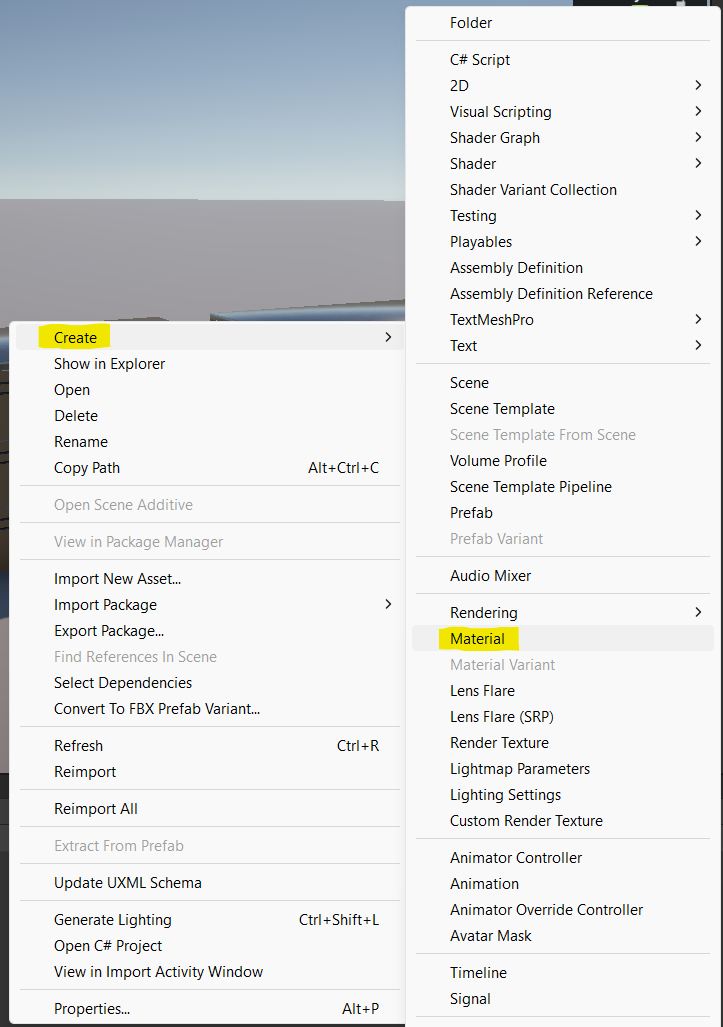 Create
Show in Explorer
Open
Delete
Rename
Copy Path Alt+Ctrl+C
Open Scene Additive
View in Package Manager
Import New Asset...
Import Package
Export Package...
Find References In Scene
Select Dependencies
Convert To FBX Prefab Variant...
Refresh Ctrl+R
Reimport
Reimport All
Extract From Prefab
Update UXML Schema
Generate Lighting Ctrl+Shift+L
Open C# Project
View in Import Activity Window
Properties... Alt+P
Folder
C# Script
2D
Visual Scripting
Shader Graph
Shader
Shader Variant Collection
Testing
Playables
Assembly Definition
Assembly Definition Reference
TextMeshPro
Text
Scene
Scene Template
Scene Template From Scene
Volume Profile
Scene Template Pipeline
Prefab
Prefab Variant
Audio Mixer
Rendering
Material
Material Variant
Lens Flare
Lens Flare (SRP)
Render Texture
Lightmap Parameters
Lighting Settings
Custom Render Texture
Animator Controller
Animation
Animator Override Controller
Avatar Mask
Timeline
Signal